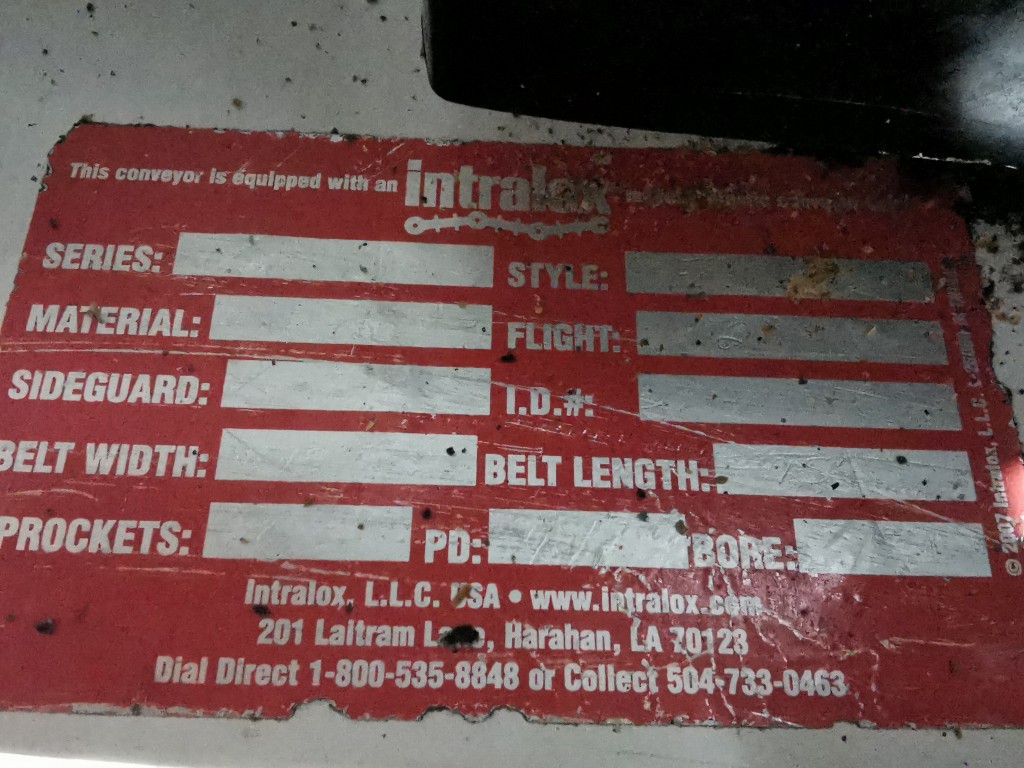 This conveyor is equipped with an intralox
SERIES: STYLE:
MATERIAL: FLIGHT:
SIDEGUARD: I.D.#:
BELT WIDTH: BELT LENGTH:
PROCKETS: PD: BORE:
Intralox, L.L.C. USA • www.intralox.com
201 Laitram Harahan, LA 70123
Dial Direct 1-800-535-8848 or Collect 504-733-0463
© 2007 Intralox, L.L.C.